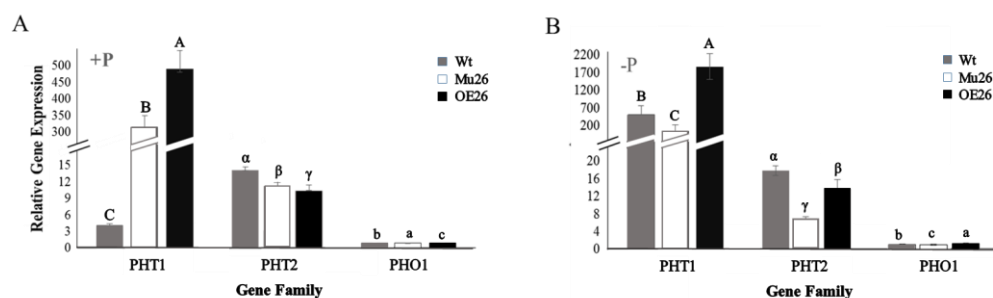 A
+P
Relative Gene Expression
500
450
400
350
300
15
12
9
6
3
0
C
B
A
α
β
γ
b
a
c
Wt
Mu26
OE26
PHT1
PHT2
PHO1
Gene Family
B
-P
2200
1700
1200
700
200
20
16
12
8
4
0
B
C
A
α
γ
β
b
c
a
Wt
Mu26
OE26
PHT1
PHT2
PHO1
Gene Family